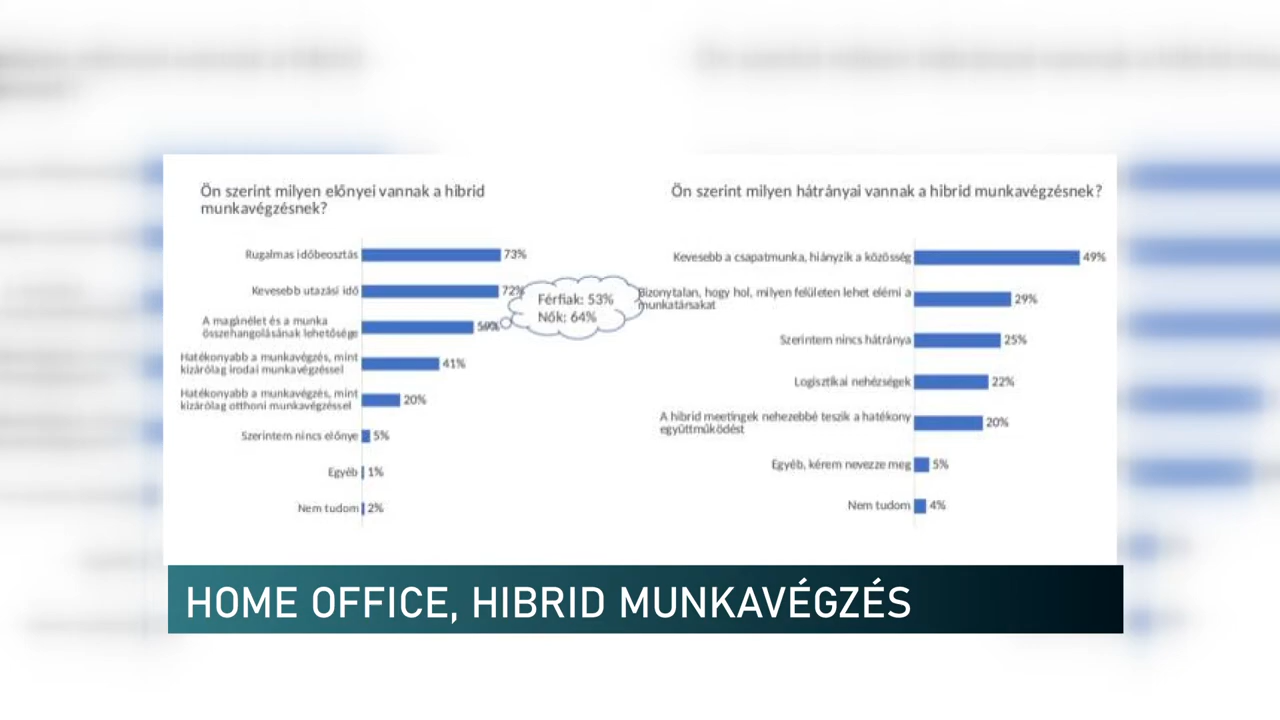 Ön szerint milyen előnyei vannak a hibrid
munkavégzésnek?
Rugalmas időbeosztás 73%
Kevesebb utazási idő 72%
A magánélet és a munka
összehangolásának lehetősége 59%
Férfiak: 53%
Nők: 64%
Hatékonyabb a munkavégzés, mint
kizárólag irodai munkavégzéssel 41%
Hatékonyabb a munkavégzés, mint
kizárólag otthoni munkavégzéssel 20%
Szerintem nincs előnye 5%
Egyéb 1%
Nem tudom 2%
Ön szerint milyen hátrányai vannak a hibrid munkavégzésnek?
Kevesebb a csapatmunka, hiányzik a közösség 49%
Bizonytalan, hogy hol, milyen felületen lehet elérni a
munkatársakat 29%
Szerintem nincs hátránya 25%
Logisztikai nehézségek 22%
A hibrid meetingek nehezebbé teszik a hatékony
együttműködést 20%
Egyéb, kérem nevezze meg 5%
Nem tudom 4%
HOME OFFICE, HIBRID MUNKAVÉGZÉS